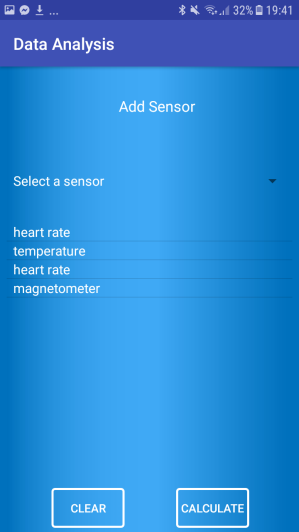 ... 32% 19:41
Data Analysis
Add Sensor
Select a sensor
heart rate
temperature
heart rate
magnetometer
CLEAR CALCULATE